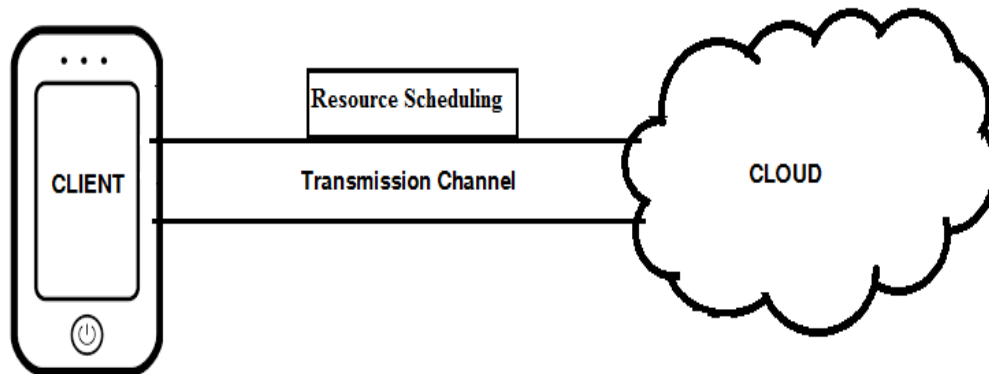 Resource Scheduling
CLIENT
Transmission Channel
CLOUD